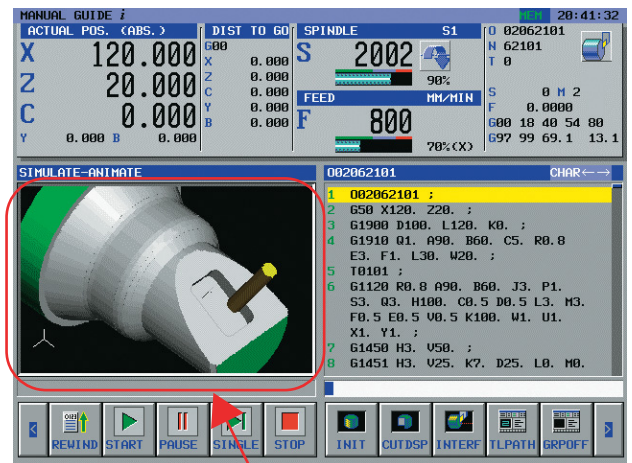 MANUAL GUIDE i MEM 20:41:32
ACTUAL POS. (ABS.) DIST TO GO SPINDLE S1 O 02062101
X 120.000 G00 S 2002 N 62101
X 0.000 T 0
Z 20.000 Z 0.000 90%
C 0.000 FEED MM/MIN S 0 M 2
C 0.000 Y 0.000 F 800 F 0.0000
B 0.000 G00 18 40 54 80
Y 0.000 B 0.000 70%(X) G97 99 69.1 13.1
SIMULATE-ANIMATE O02062101 CHAR←→
1 O02062101 ;
2 G50 X120. Z20. ;
3 G1900 D100. L120. K0. ;
4 G1910 Q1. A90. B60. C5. R0.8
E3. F1. L30. W20. ;
5 T0101 ;
6 G1120 R0.8 A90. B60. J3. P1.
S3. Q3. H100. C0.5 D0.5 L3. M3.
F0.5 E0.5 V0.5 K100. W1. U1.
X1. Y1. ;
7 G1450 H3. V50. ;
8 G1451 H3. V25. K7. D25. L0. M0.
REWIND START PAUSE SINGLE STOP INIT CUTDSP INTERF TLPATH GRPOFF